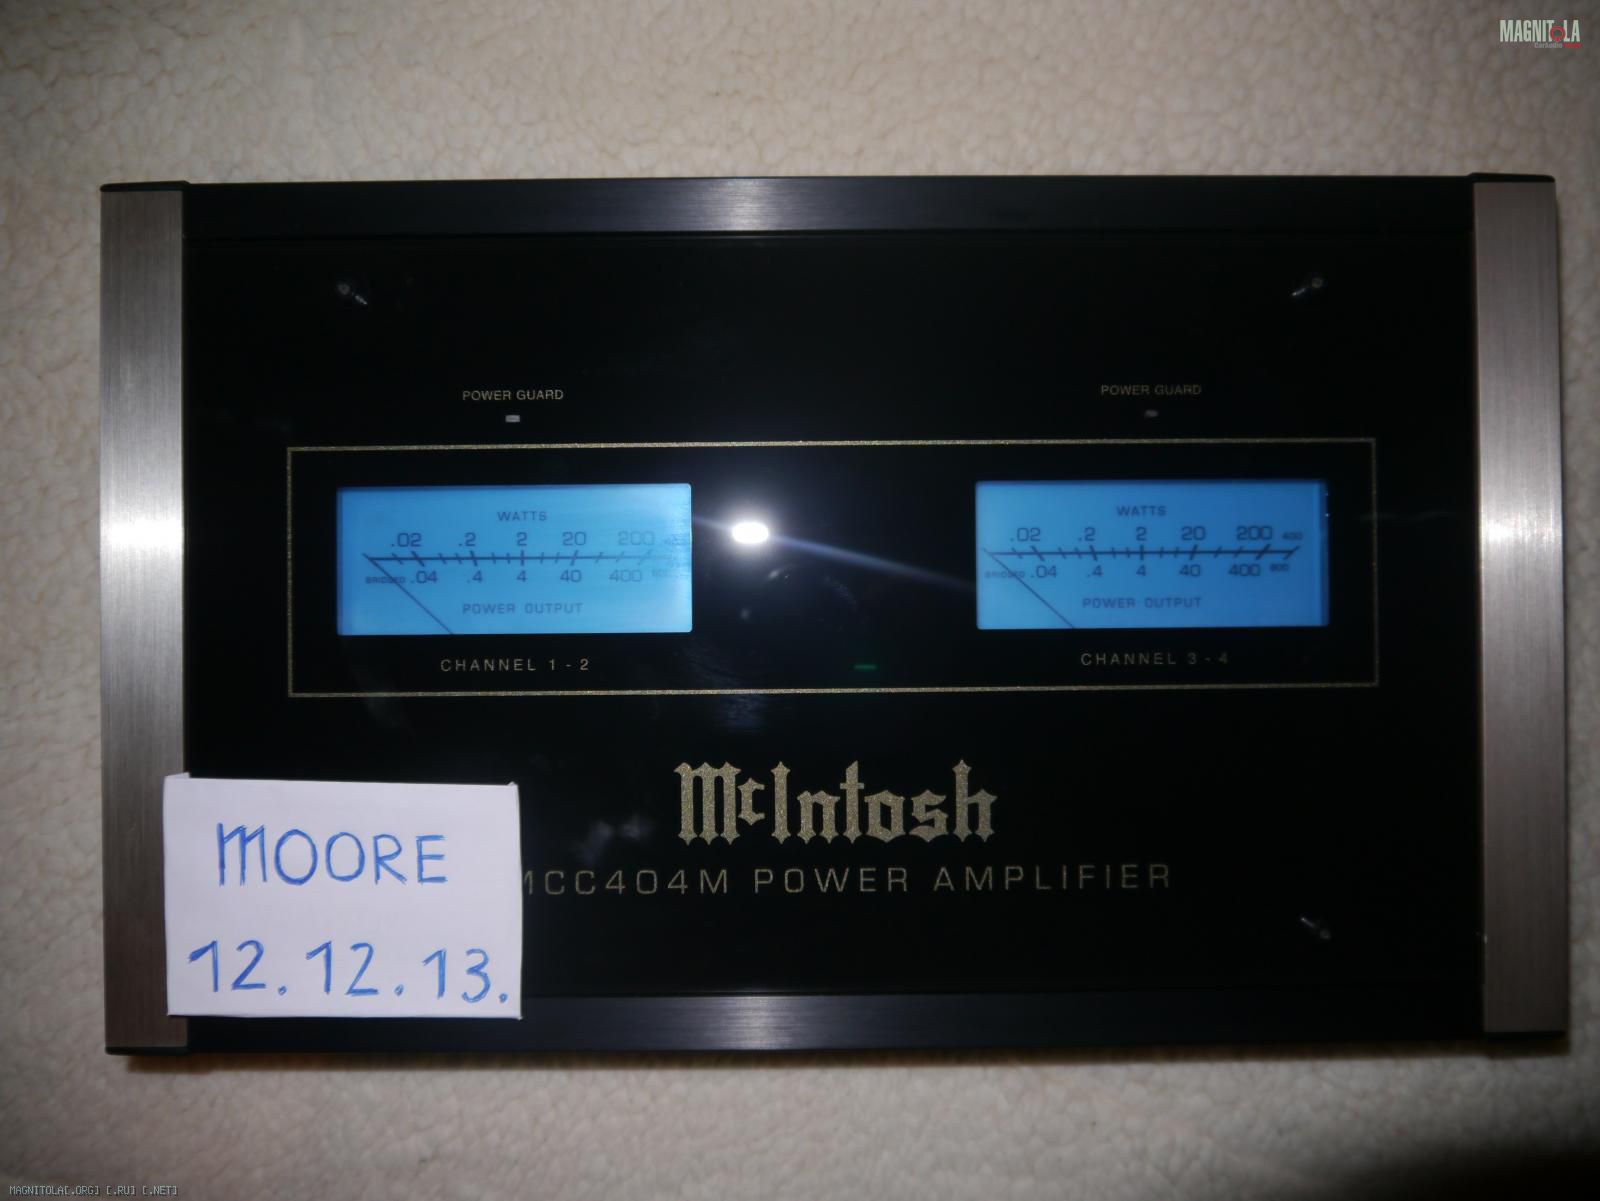 MAGNITOLA
POWER GUARD
POWER GUARD
WATTS
.02 .2 2 20 200
BRIDGED .04 .4 4 40 400
POWER OUTPUT
CHANNEL 1 - 2
WATTS
.02 .2 2 20 200 400
BRIDGED .04 .4 4 40 400 800
POWER OUTPUT
CHANNEL 3 - 4
McIntosh
MCC404M POWER AMPLIFIER
MOORE
12.12.13.
MAGNITOLA[.ORG] [.RU] [.NET]